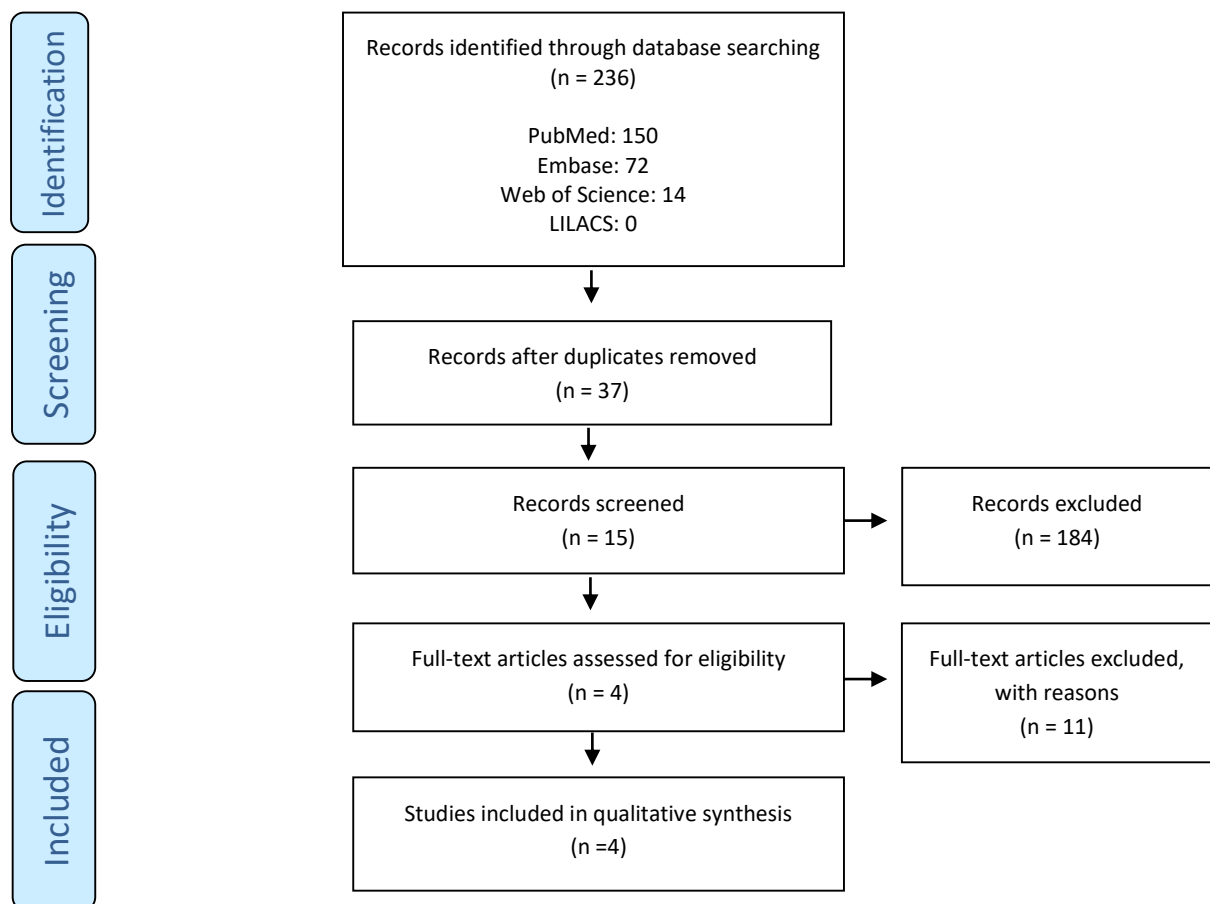 Identification
Records identified through database searching
(n = 236)
PubMed: 150
Embase: 72
Web of Science: 14
LILACS: 0
Screening
Records after duplicates removed
(n = 37)
Eligibility
Records screened
(n = 15)
Records excluded
(n = 184)
Full-text articles assessed for eligibility
(n = 4)
Full-text articles excluded,
with reasons
(n = 11)
Included
Studies included in qualitative synthesis
(n =4)